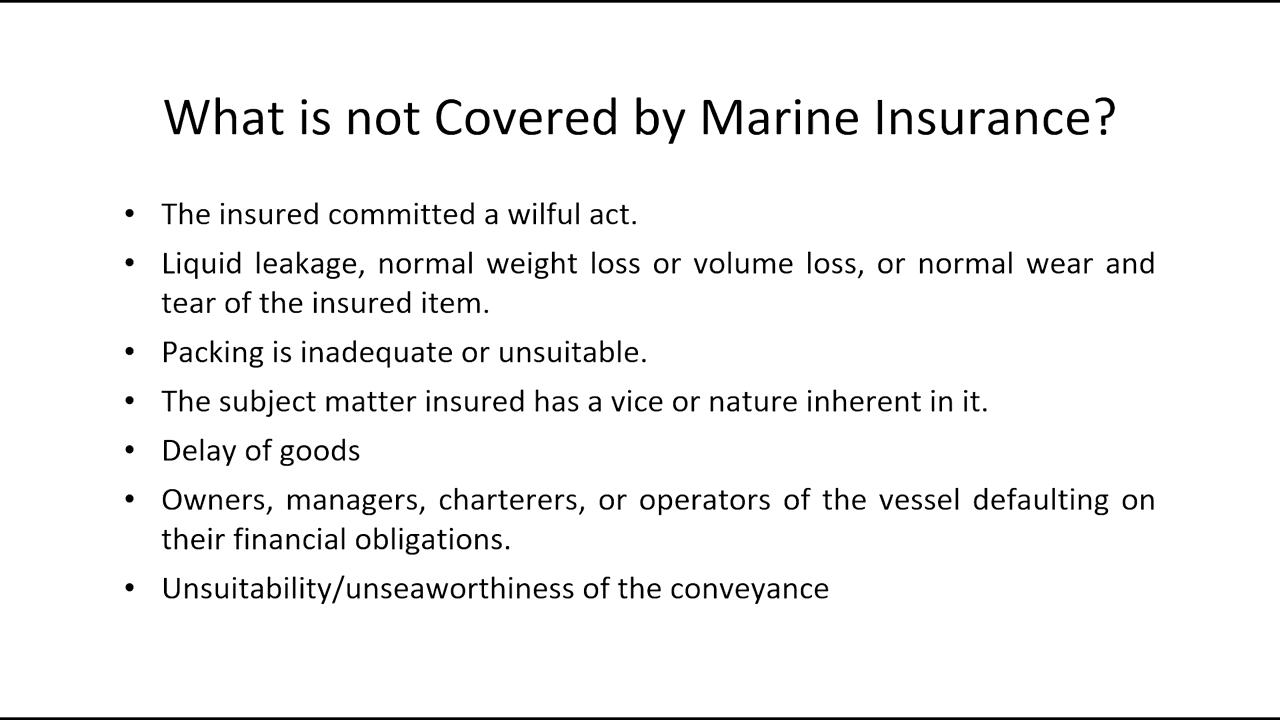 What is not Covered by Marine Insurance?
• The insured committed a wilful act.
• Liquid leakage, normal weight loss or volume loss, or normal wear and
tear of the insured item.
• Packing is inadequate or unsuitable.
• The subject matter insured has a vice or nature inherent in it.
• Delay of goods
• Owners, managers, charterers, or operators of the vessel defaulting on
their financial obligations.
• Unsuitability/unseaworthiness of the conveyance